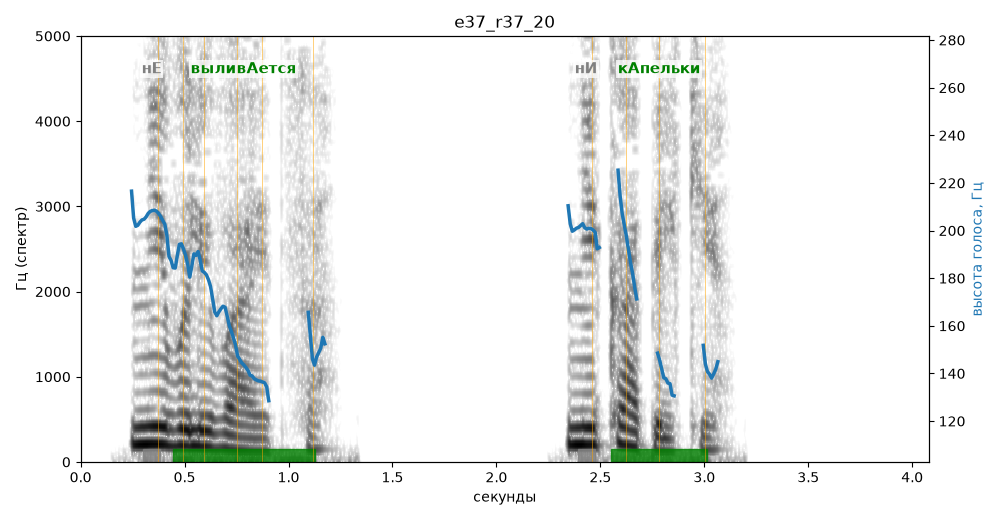 e37_r37_20
5000
4000
3000
2000
1000
0
Гц (спектр)
нЕ
выливАется
нИ
кАпельки
280
260
240
220
200
180
160
140
120
высота голоса, Гц
0.0 0.5 1.0 1.5 2.0 2.5 3.0 3.5 4.0
секунды